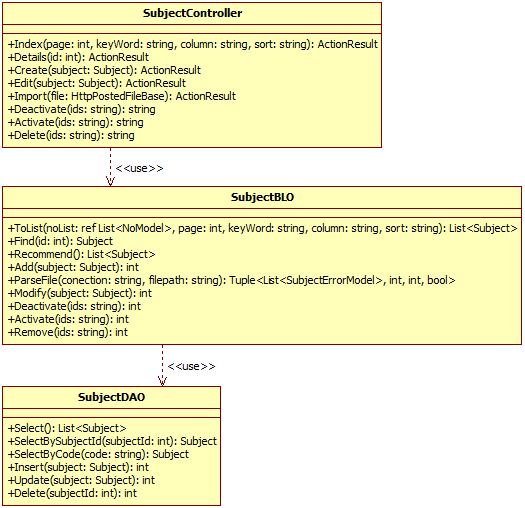 SubjectController
+Index(page: int, keyWord: string, column: string, sort: string): ActionResult
+Details(id: int): ActionResult
+Create(subject: Subject): ActionResult
+Edit(subject: Subject): ActionResult
+Import(file: HttpPostedFileBase): ActionResult
+Deactivate(ids: string): string
+Activate(ids: string): string
+Delete(ids: string): string
<<use>>
SubjectBLO
+ToList(noList: ref List<NoModel>, page: int, keyWord: string, column: string, sort: string): List<Subject>
+Find(id: int): Subject
+Recommend(): List<Subject>
+Add(subject: Subject): int
+ParseFile(conection: string, filepath: string): Tuple<List<SubjectErrorModel>, int, int, bool>
+Modify(subject: Subject): int
+Deactivate(ids: string): int
+Activate(ids: string): int
+Remove(ids: string): int
<<use>>
SubjectDAO
+Select(): List<Subject>
+SelectBySubjectId(subjectId: int): Subject
+SelectByCode(code: string): Subject
+Insert(subject: Subject): int
+Update(subject: Subject): int
+Delete(subjectId: int): int